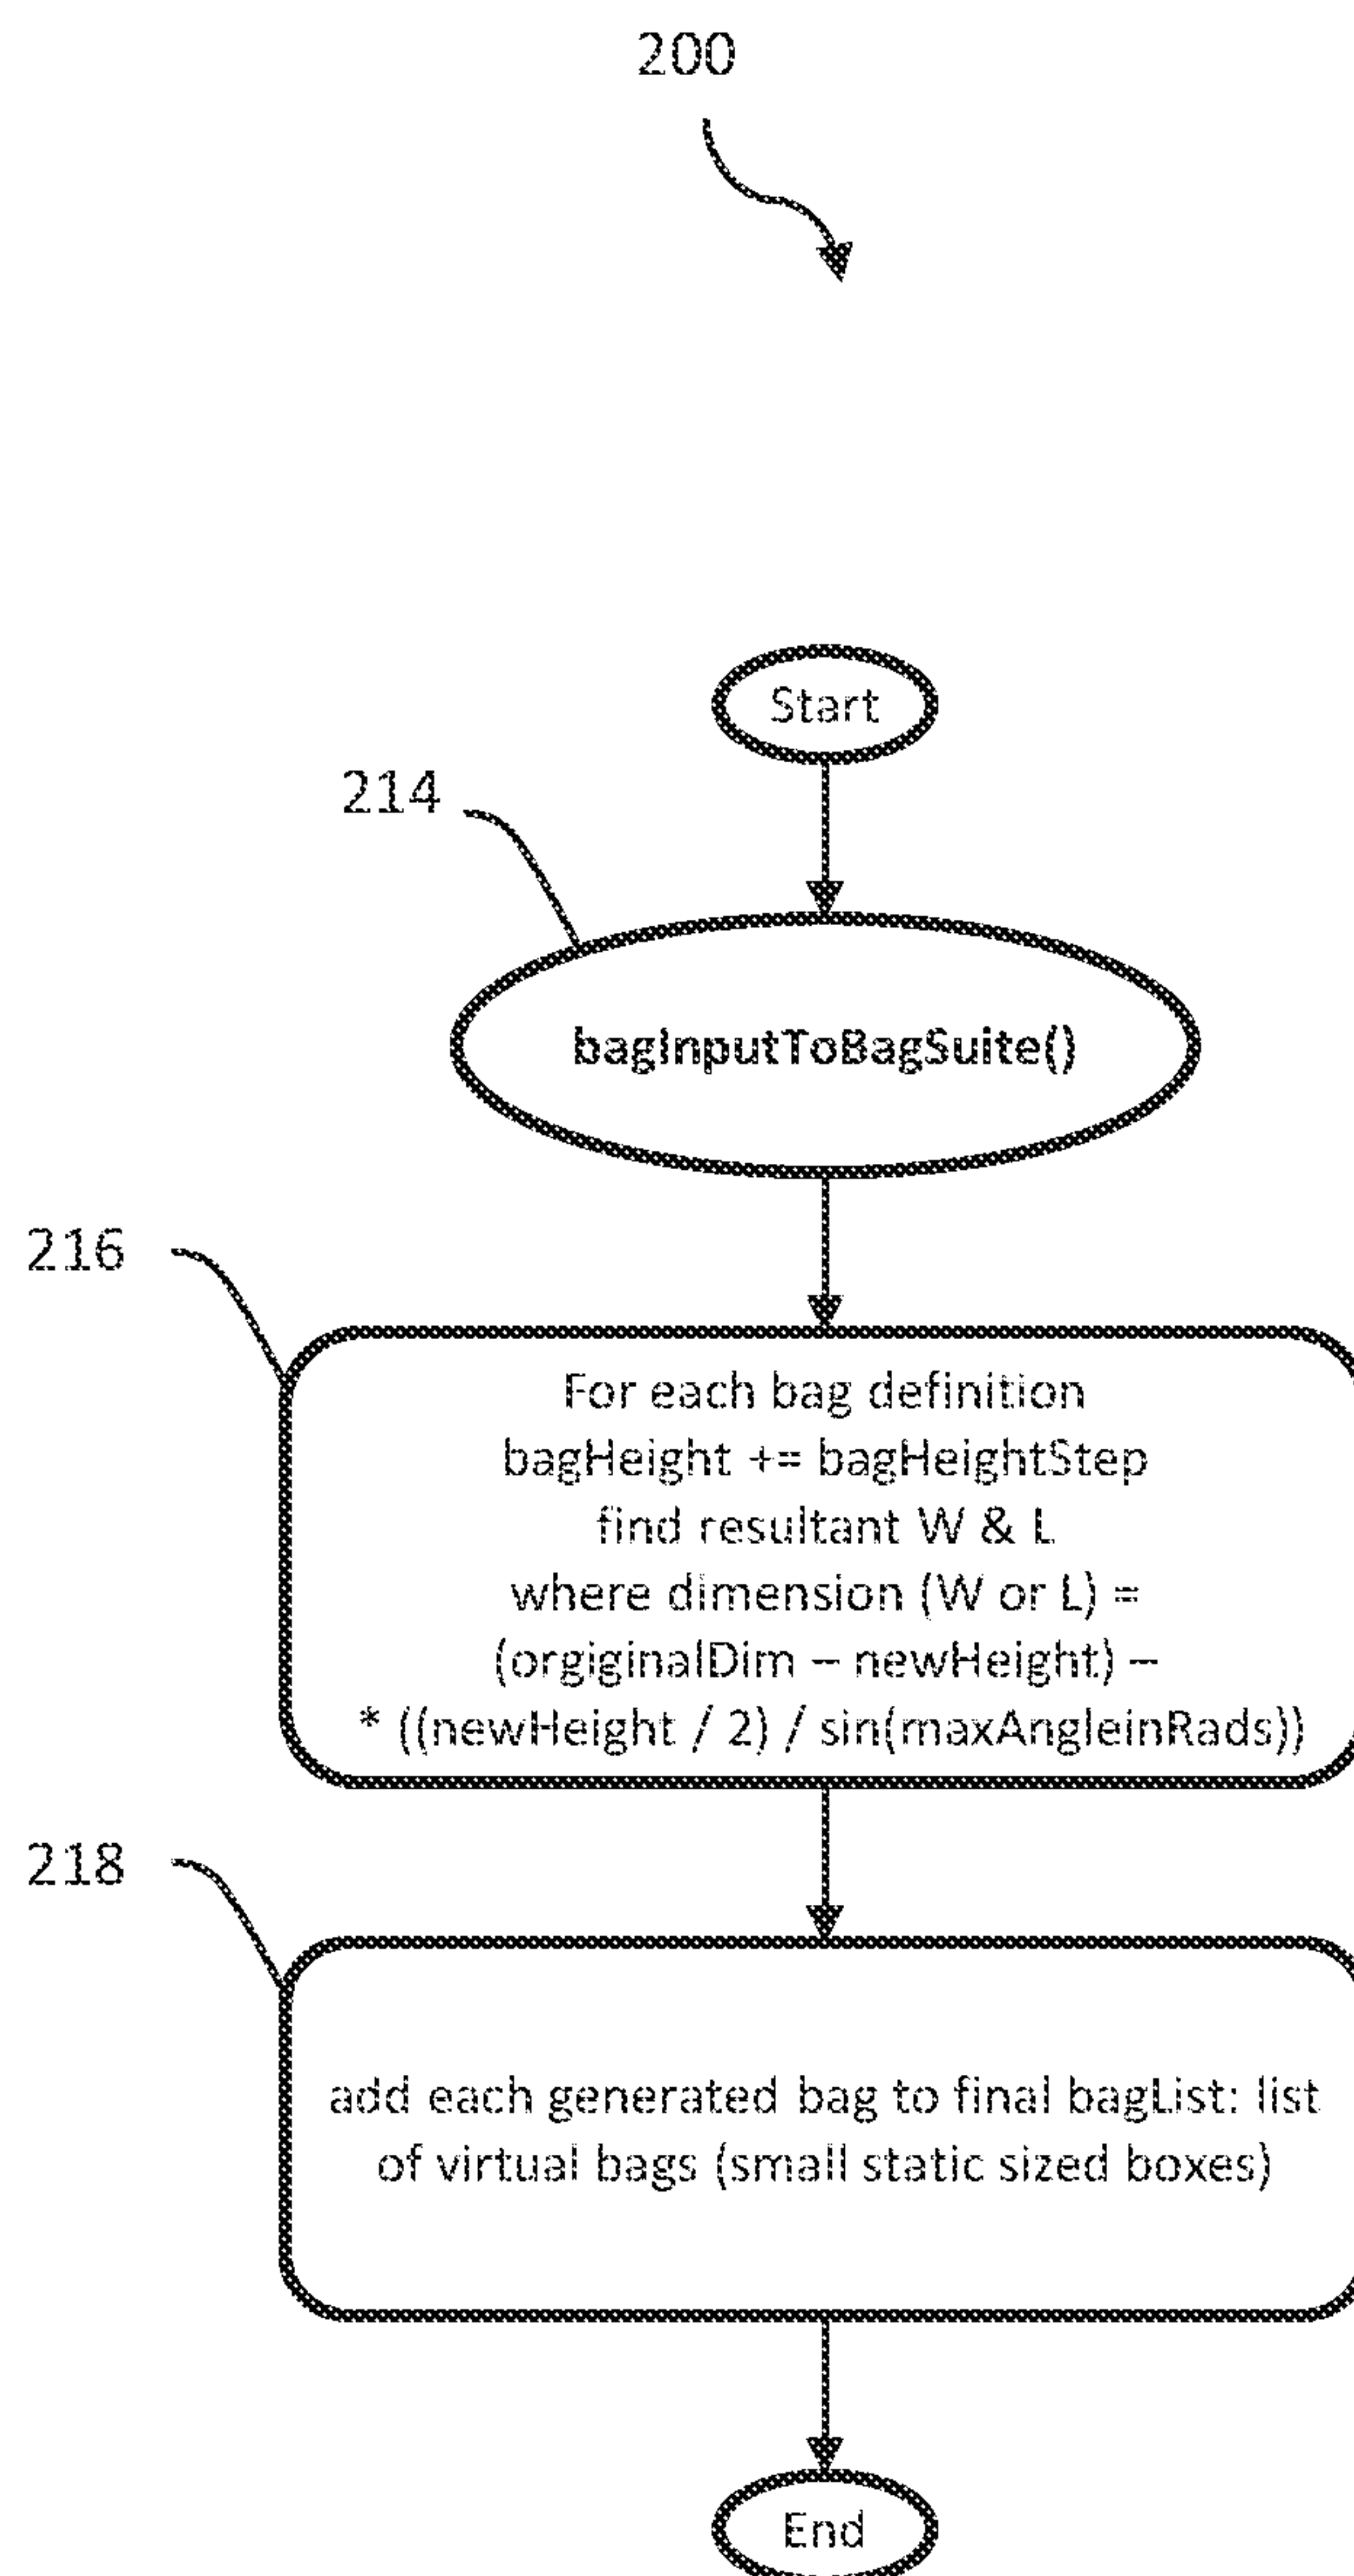 200
Start
214
bagInputToBagSuite()
216
For each bag definition
bagHeight += bagHeightStep
find resultant W & L
where dimension (W or L) =
(orgiginalDim – newHeight) –
* ((newHeight / 2) / sin(maxAngleinRads))
218
add each generated bag to final bagList: list
of virtual bags (small static sized boxes)
End